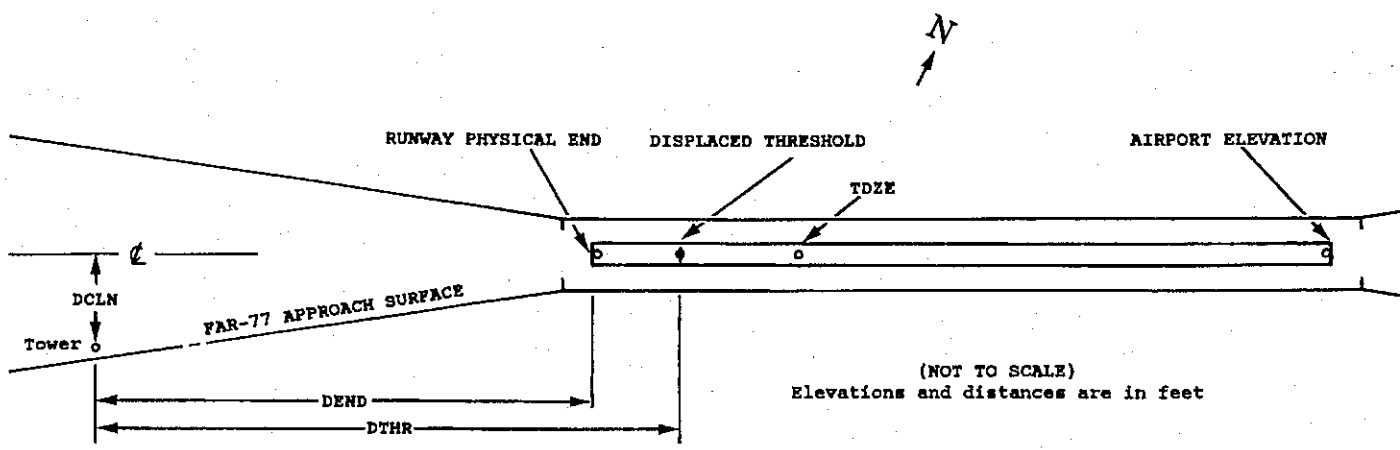 N
RUNWAY PHYSICAL END
DISPLACED THRESHOLD
AIRPORT ELEVATION
TDZE
℄
DCLN
FAR-77 APPROACH SURFACE
Tower
(NOT TO SCALE)
Elevations and distances are in feet
DEND
DTHR